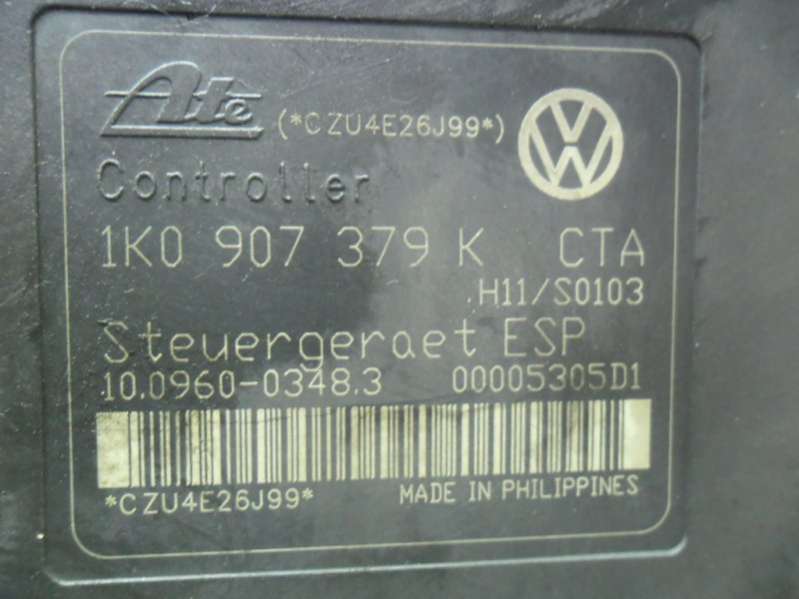 Ate (*CZU4E26J99*)
VW
Controller
1K0 907 379 K CTA
H11/S0103
Steuergeraet ESP
10.0960-0348.3 00005305D1
*CZU4E26J99* MADE IN PHILIPPINES